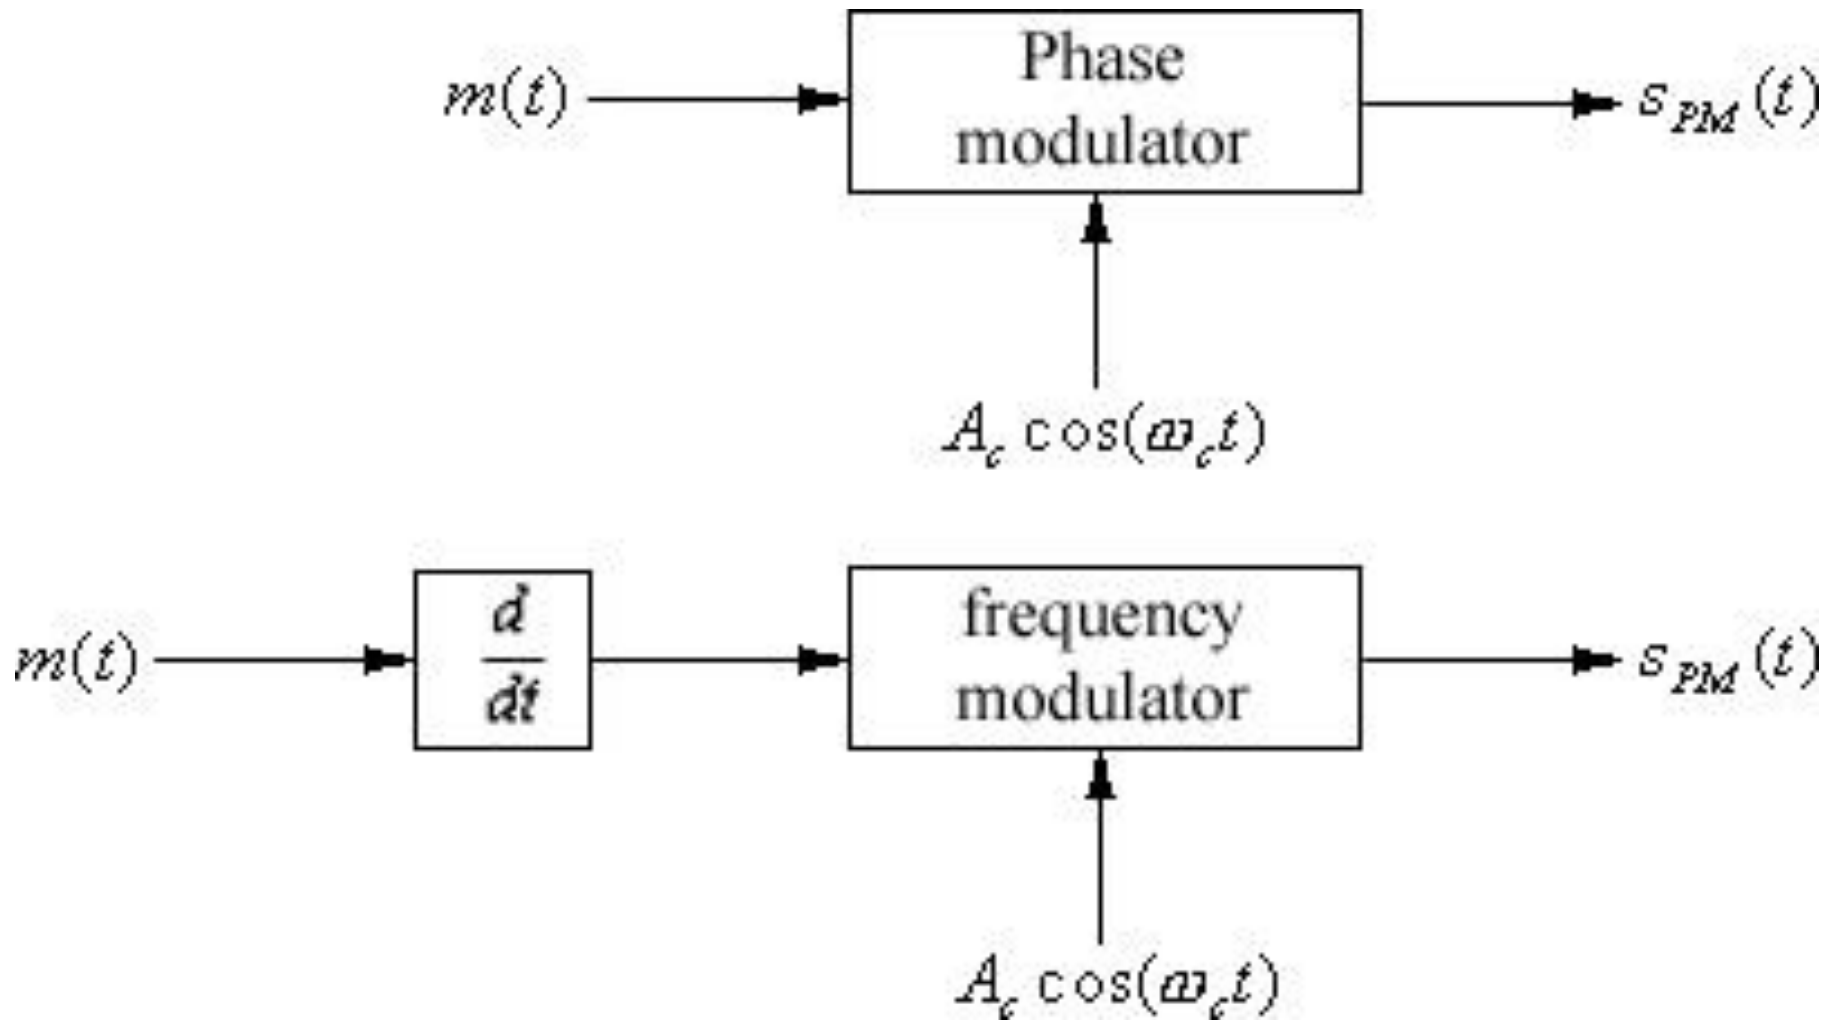 Phase
m(t)
modulator
s_PM(t)
A_c cos(ω_c t)
d
dt
m(t)
frequency
modulator
s_PM(t)
A_c cos(ω_c t)